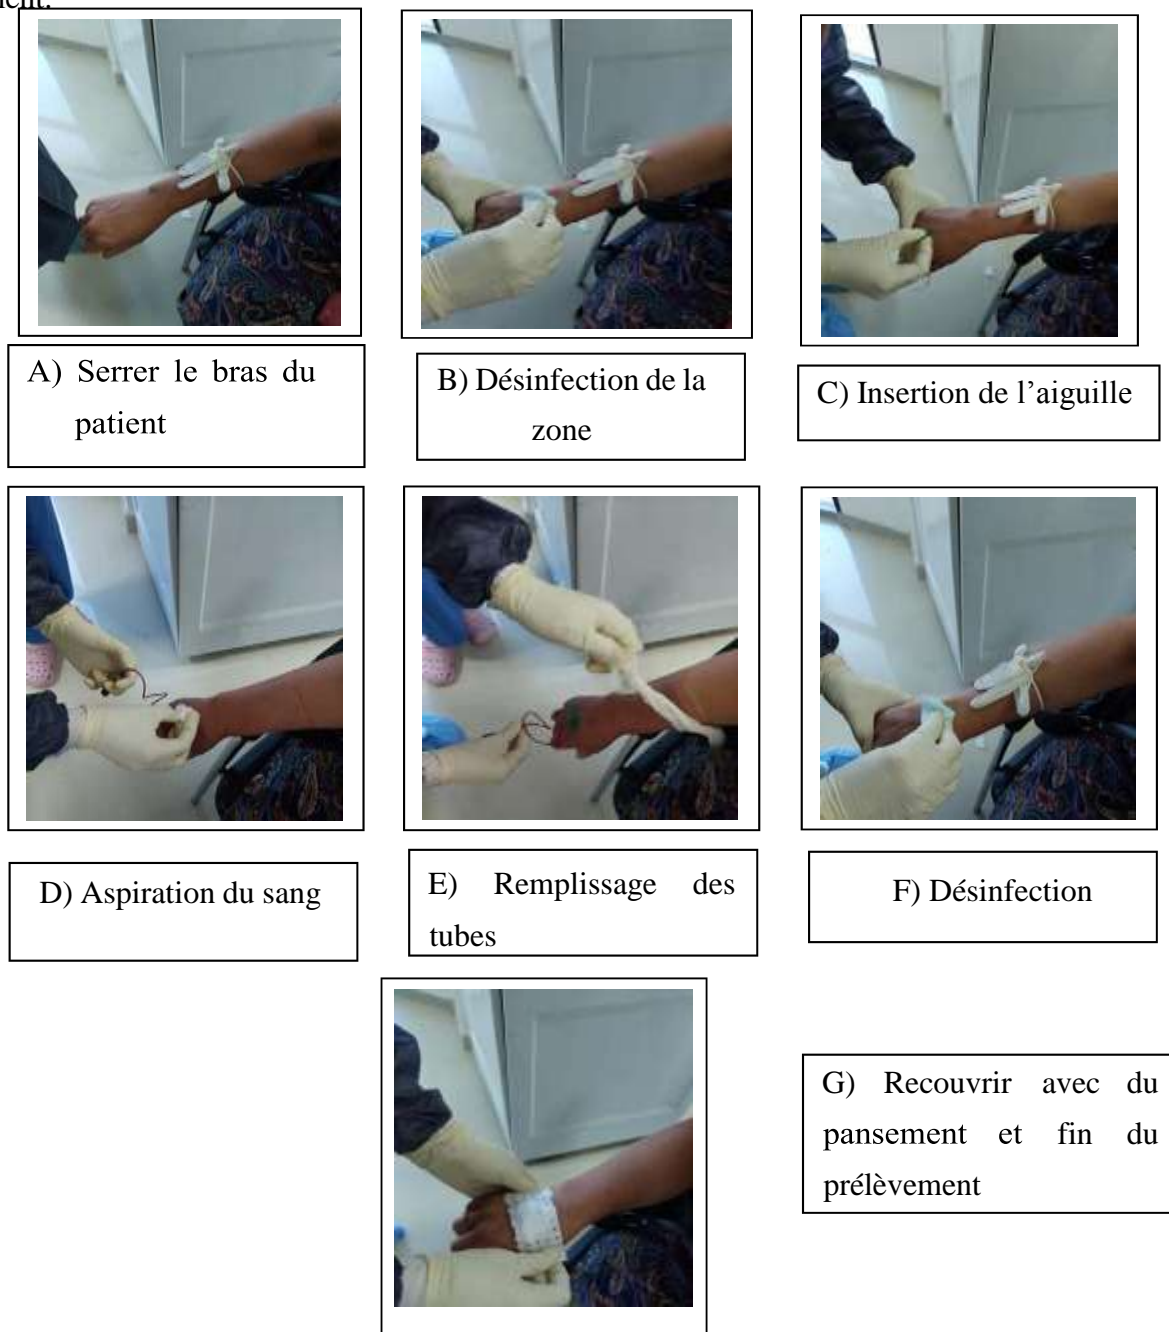 A) Serrer le bras du
patient
B) Désinfection de la
zone
C) Insertion de l’aiguille
D) Aspiration du sang
E) Remplissage des
tubes
F) Désinfection
G) Recouvrir avec du
pansement et fin du
prélèvement